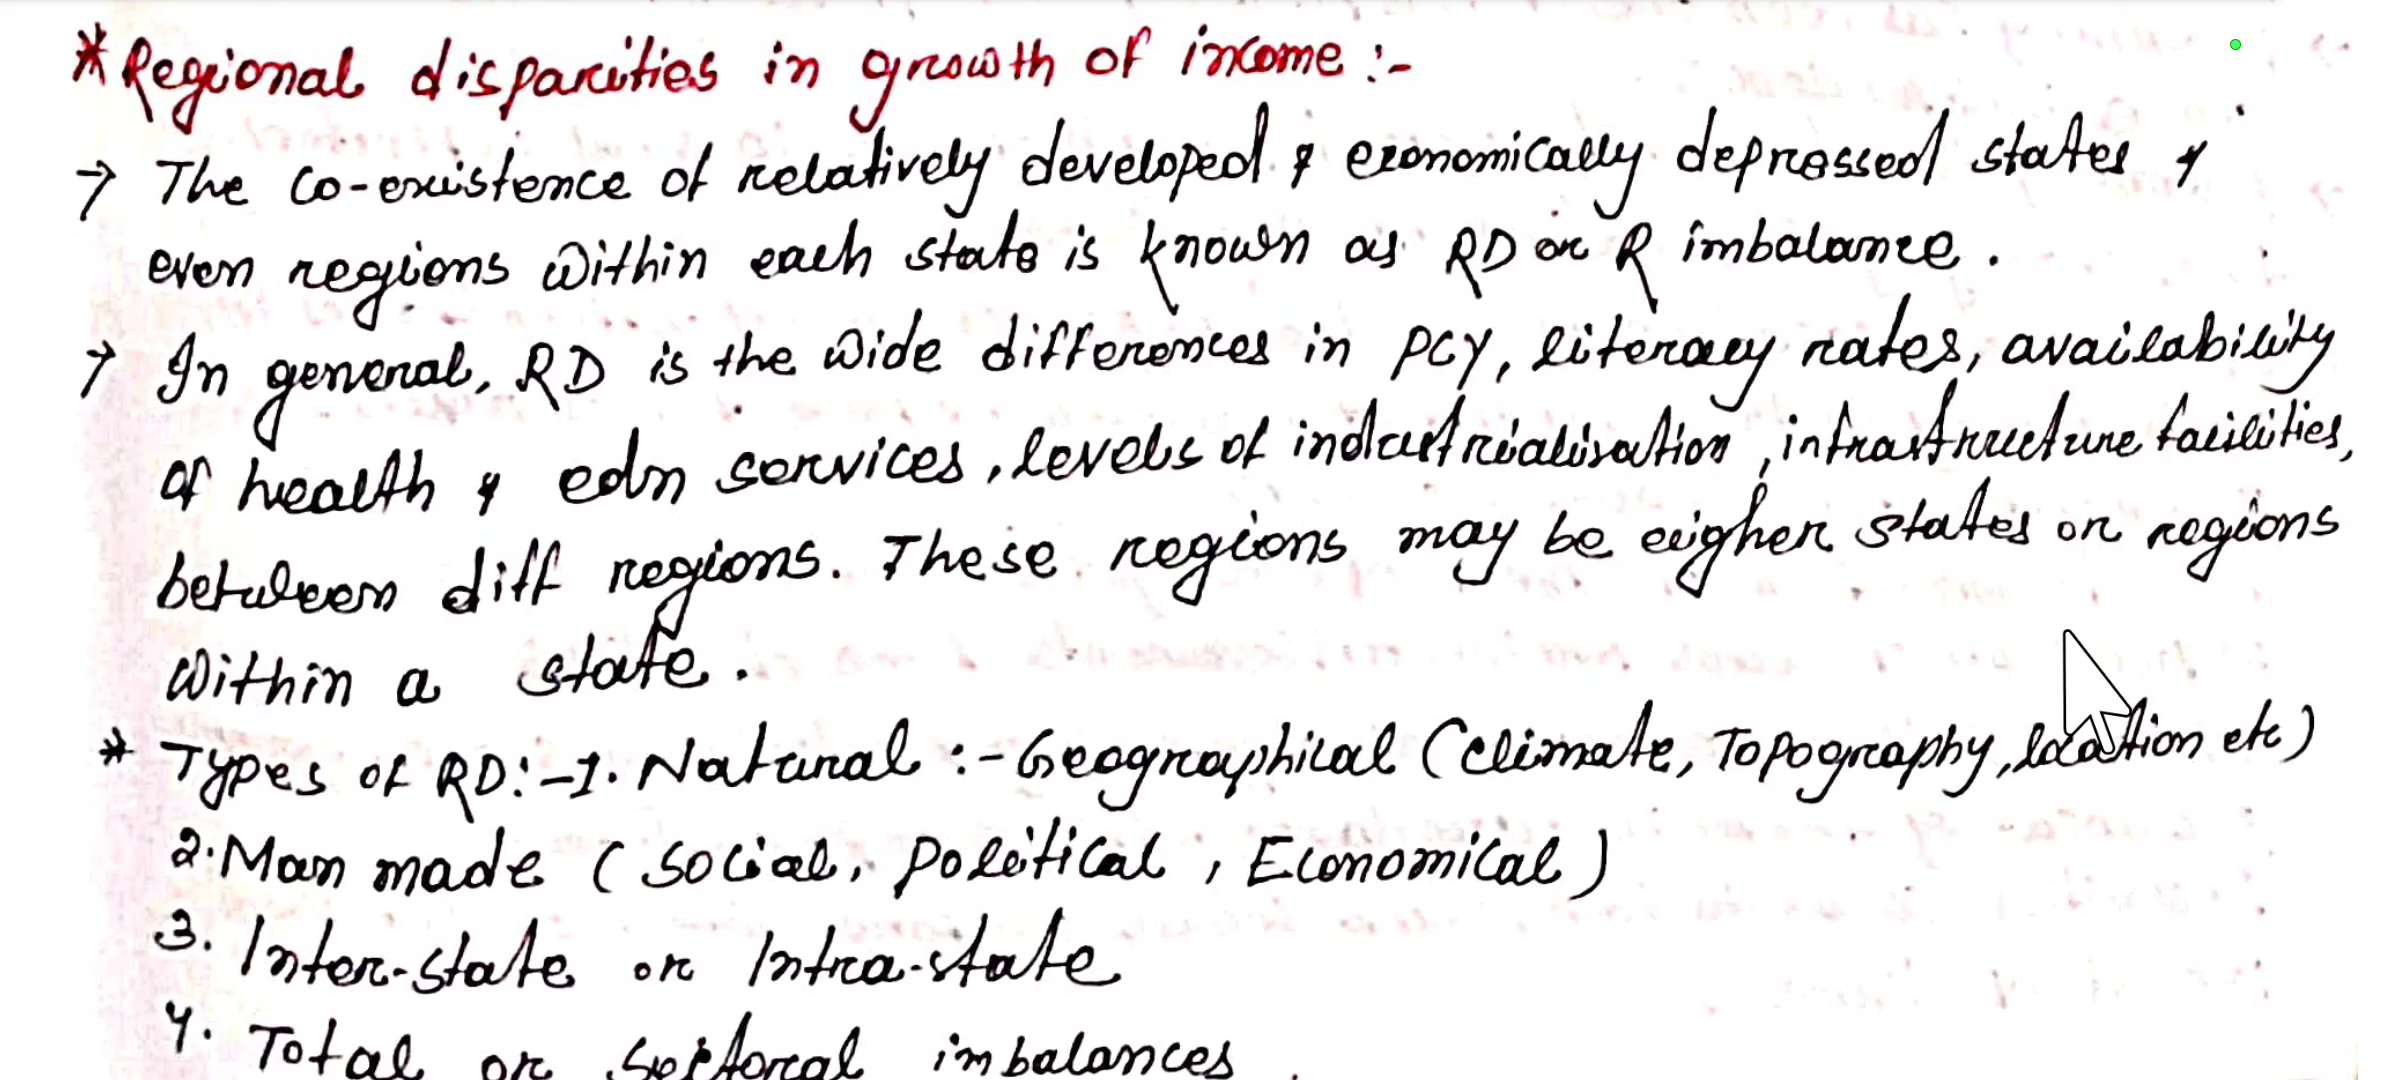 * Regional disparities in growth of income :-
→ The co-existence of relatively developed & economically depressed states &
even regions within each state is known as RD or R imbalance.
→ In general, RD is the wide differences in PCY, literacy rates, availability
of health & edn services, levels of industrialisation, infrastructure facilities,
between diff regions. These regions may be eigher states or regions
within a state.
* Types of RD:-1. Natural :- Geographical (climate, Topography, location etc)
2. Man made (social, political, Economical)
3. Inter-state or Intra-state
4. Total or Sectoral imbalances